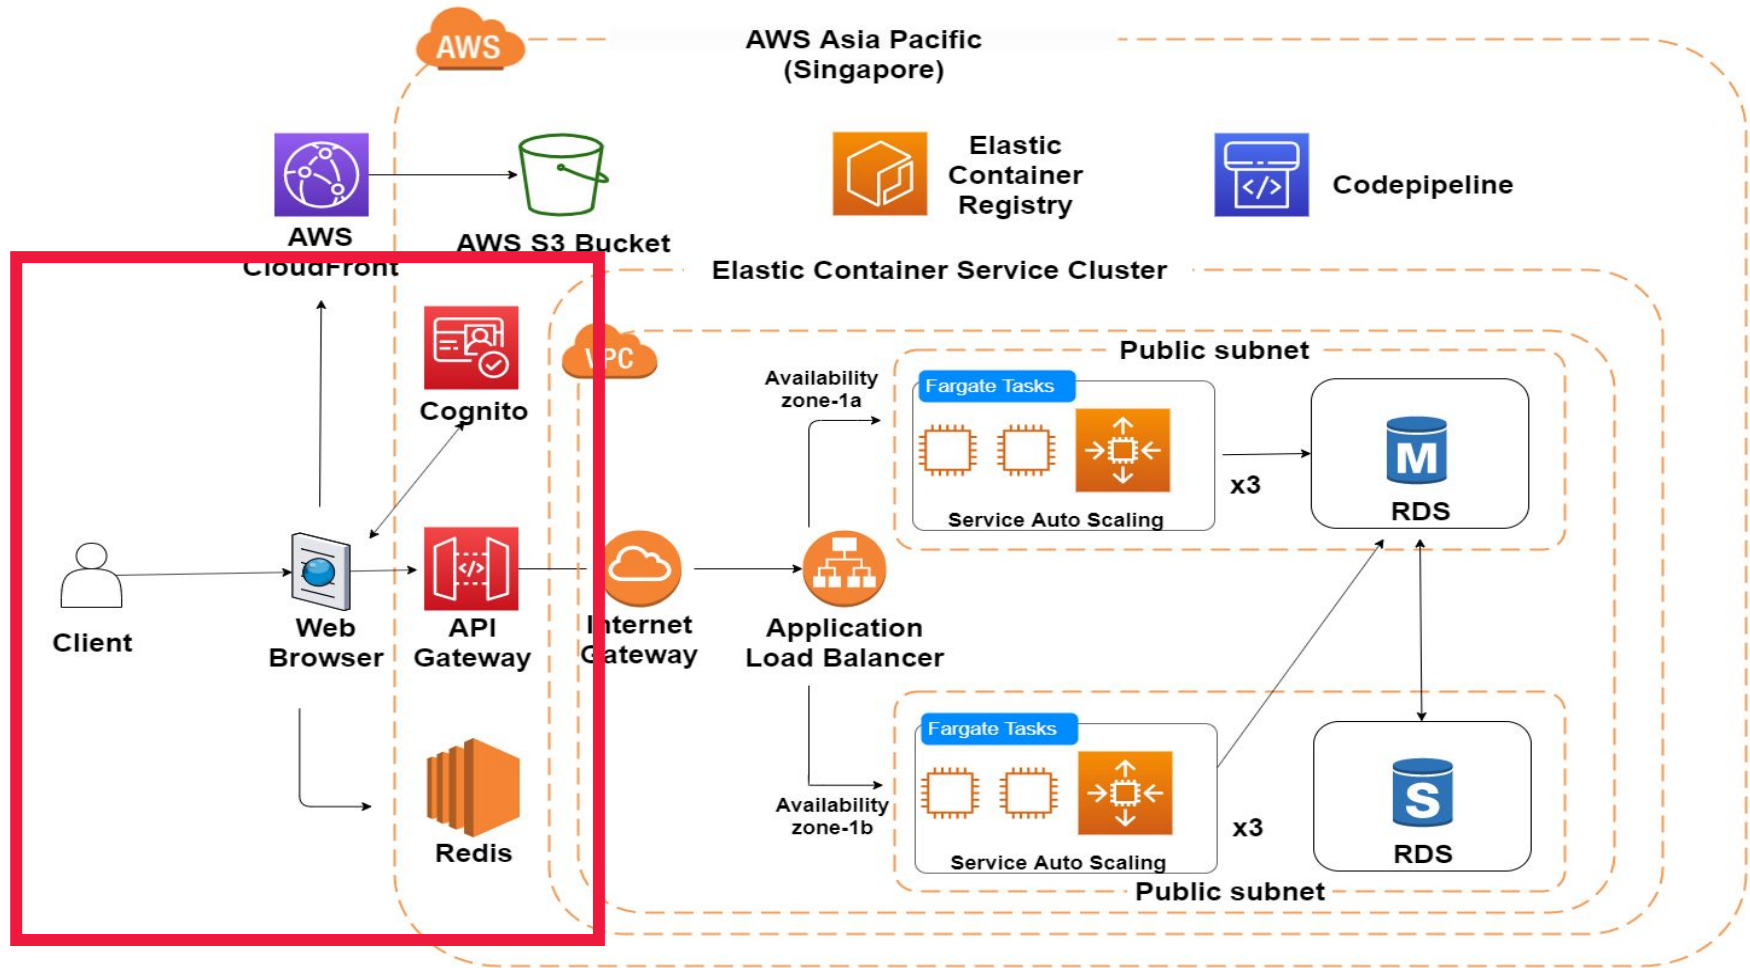 AWS
AWS Asia Pacific
(Singapore)
Elastic
Container
Registry
Codepipeline
AWS
CloudFront
AWS S3 Bucket
Elastic Container Service Cluster
VPC
Public subnet
Availability
zone-1a
Fargate Tasks
Cognito
M
RDS
x3
Service Auto Scaling
</>
Client
Web
Browser
API
Gateway
Internet
Gateway
Application
Load Balancer
Fargate Tasks
Availability
zone-1b
S
RDS
x3
Service Auto Scaling
Redis
Public subnet